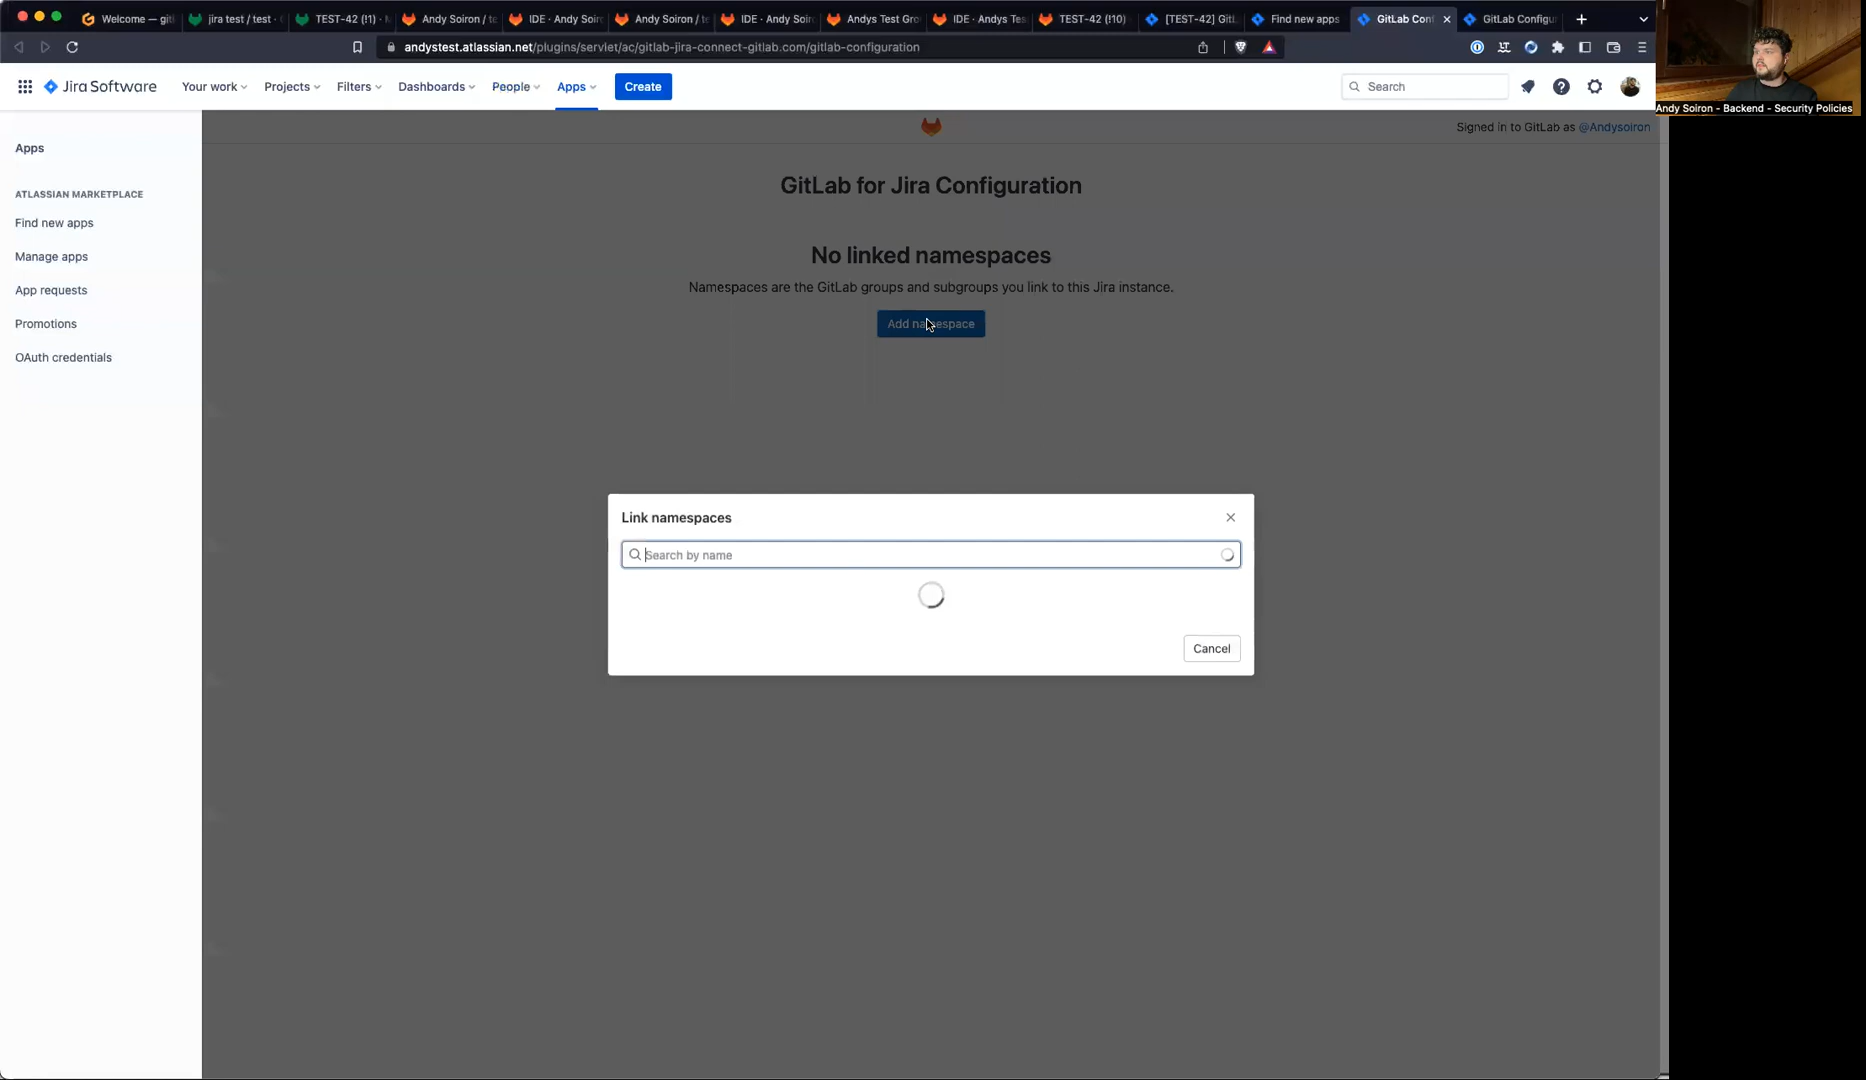 Welcome — git
jira test / test ·
TEST-42 (!1) ·
Andy Soiron / te
IDE · Andy Soir
Andy Soiron / te
IDE · Andy Soir
Andys Test Gro
IDE · Andys Tes
TEST-42 (!10)
[TEST-42] GitL
Find new apps
GitLab Conf
GitLab Configur
andystest.atlassian.net/plugins/servlet/ac/gitlab-jira-connect-gitlab.com/gitlab-configuration
Jira Software
Your work
Projects
Filters
Dashboards
People
Apps
Create
Search
Andy Soiron - Backend - Security Policies
Signed in to GitLab as @Andysoiron
Apps
ATLASSIAN MARKETPLACE
Find new apps
Manage apps
App requests
Promotions
OAuth credentials
GitLab for Jira Configuration
No linked namespaces
Namespaces are the GitLab groups and subgroups you link to this Jira instance.
Add namespace
Link namespaces
Search by name
Cancel